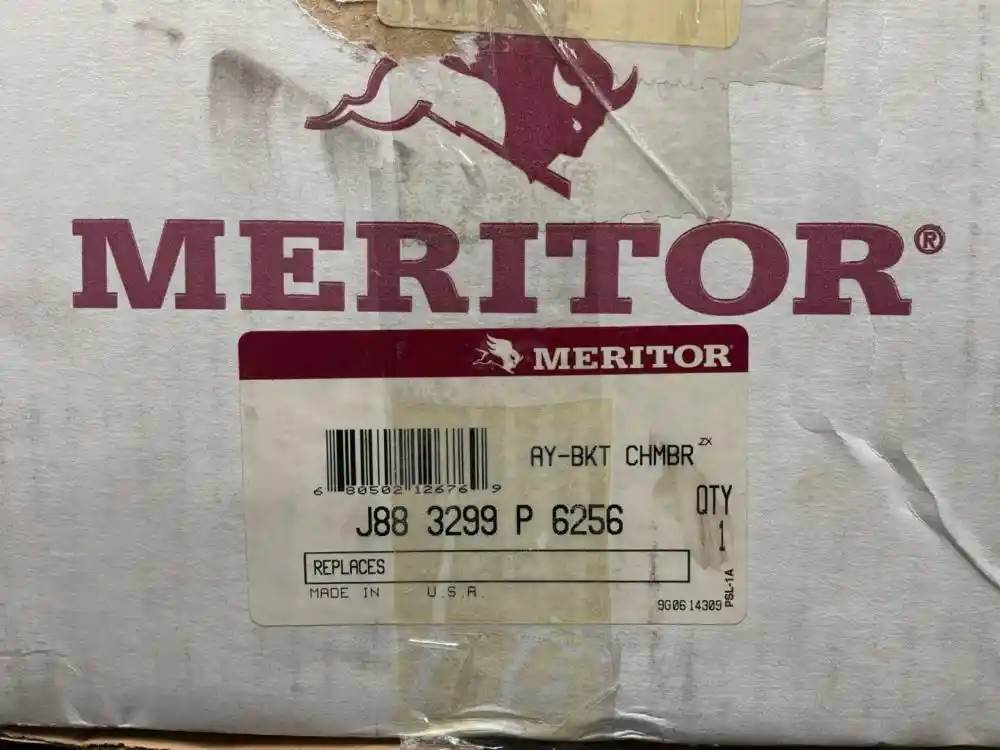 MERITOR®
MERITOR
AY-BKT CHMBR ZX
6 80502 12676 9
QTY
1
J88 3299 P 6256
REPLACES
MADE IN U.S.A.
9G06 14309
PSL-1A